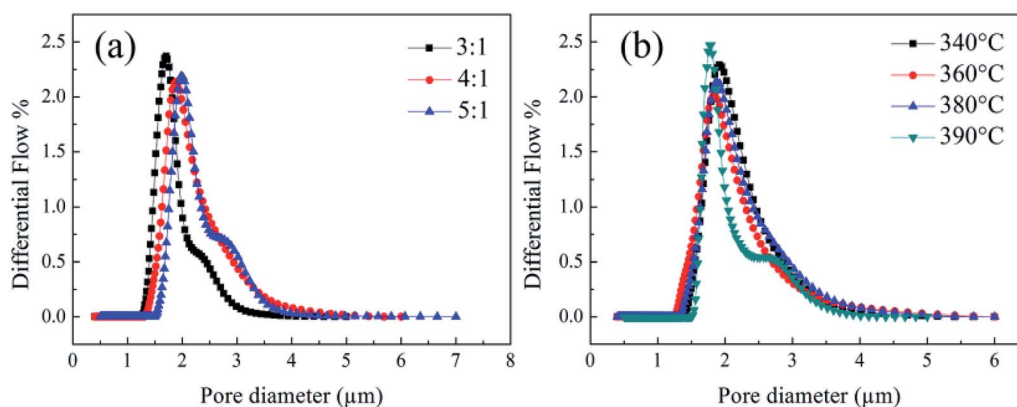 (a)
3:1
4:1
5:1
Differential Flow %
2.5
2.0
1.5
1.0
0.5
0.0
0 1 2 3 4 5 6 7 8
Pore diameter (µm)
(b)
340°C
360°C
380°C
390°C
Differential Flow %
2.5
2.0
1.5
1.0
0.5
0.0
0 1 2 3 4 5 6
Pore diameter (µm)